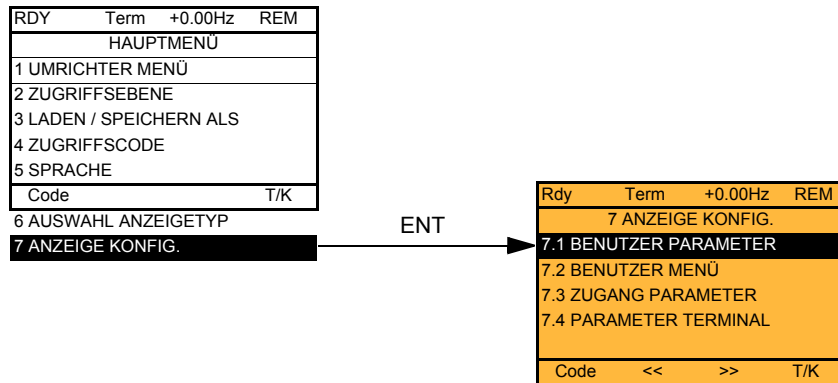 RDY Term +0.00Hz REM
HAUPTMENÜ
1 UMRICHTER MENÜ
2 ZUGRIFFSEBENE
3 LADEN / SPEICHERN ALS
4 ZUGRIFFSCODE
5 SPRACHE
Code T/K
6 AUSWAHL ANZEIGETYP
7 ANZEIGE KONFIG.
ENT
Rdy Term +0.00Hz REM
7 ANZEIGE KONFIG.
7.1 BENUTZER PARAMETER
7.2 BENUTZER MENÜ
7.3 ZUGANG PARAMETER
7.4 PARAMETER TERMINAL
Code << >> T/K